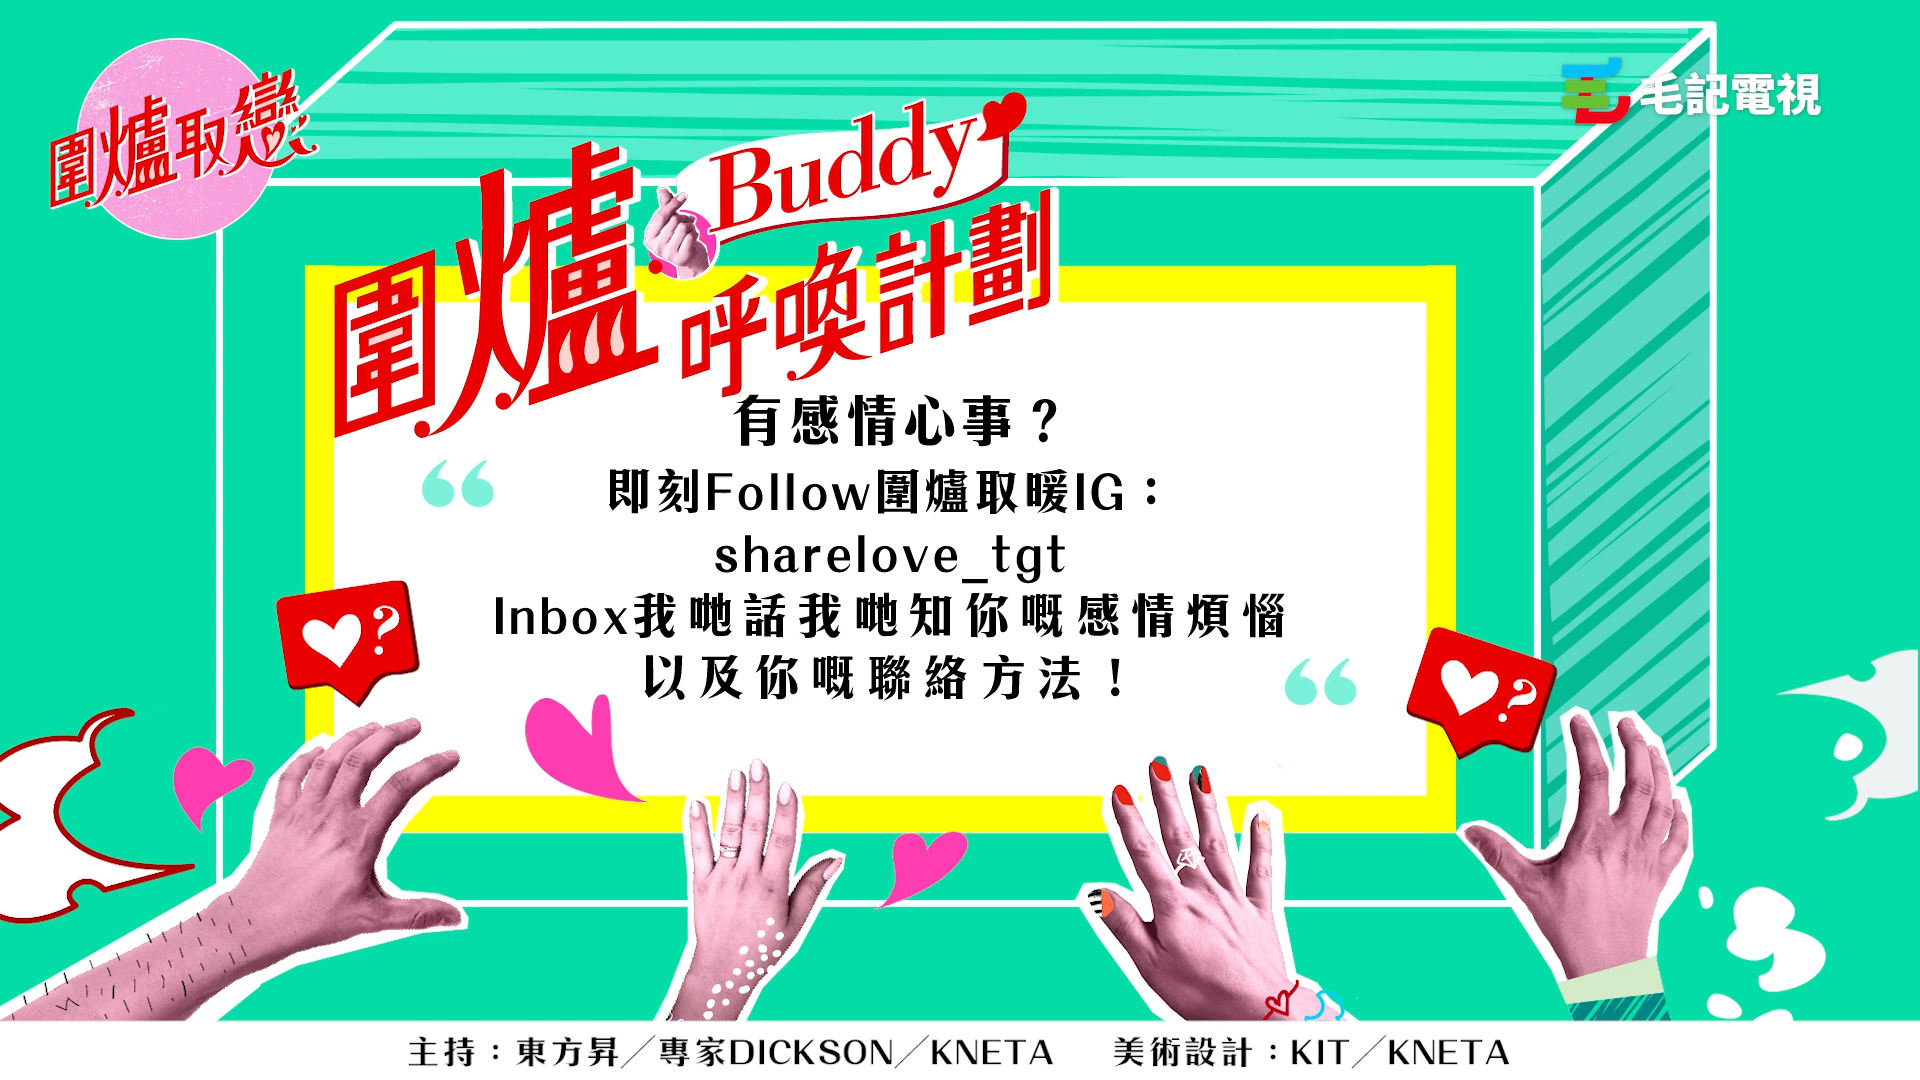 圍爐取戀
毛記電視
Buddy
圍爐呼喚計劃
有感情心事？
即刻Follow圍爐取暖IG：
sharelove_tgt
Inbox我哋話我哋知你嘅感情煩惱
以及你嘅聯絡方法！
主持：東方昇／專家DICKSON／KNETA　美術設計：KIT／KNETA